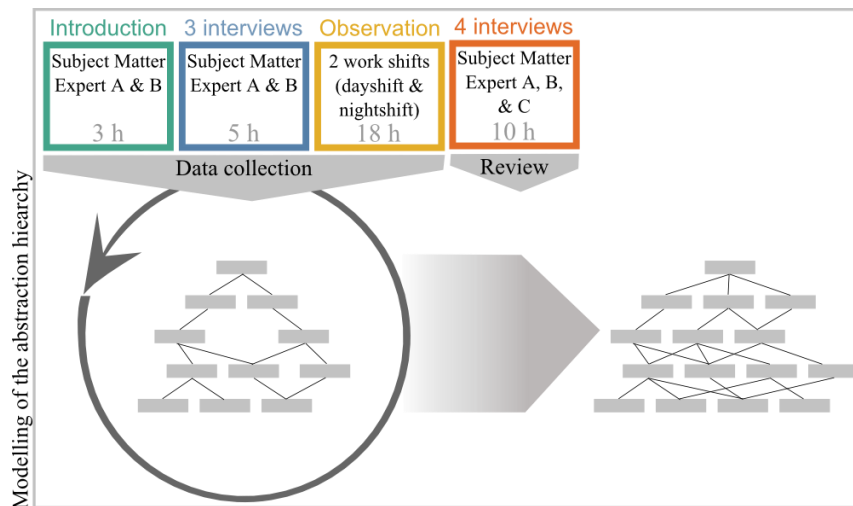 Introduction
3 interviews
Observation
4 interviews
Subject Matter
Expert A & B
3 h
Subject Matter
Expert A & B
5 h
2 work shifts
(dayshift &
nightshift)
18 h
Subject Matter
Expert A, B,
& C
10 h
Data collection
Review
Modelling of the abstraction hiearchy